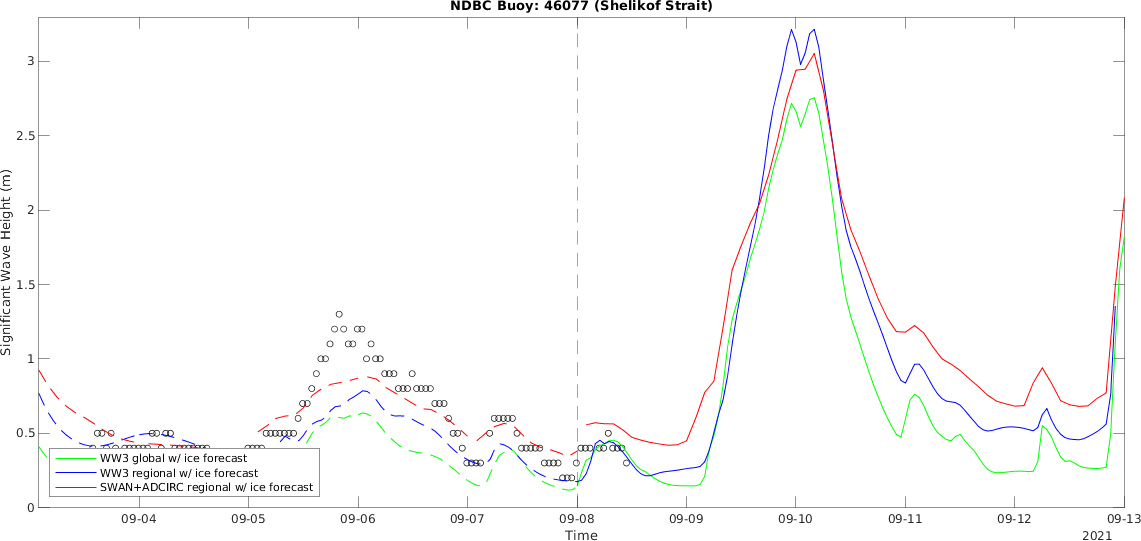 NDBC Buoy: 46077 (Shelikof Strait)
Significant Wave Height (m)
3
2.5
2
1.5
1
0.5
0
WW3 global w/ ice forecast
WW3 regional w/ ice forecast
SWAN+ADCIRC regional w/ ice forecast
09-04 09-05 09-06 09-07 09-08 09-09 09-10 09-11 09-12 09-13
Time
2021